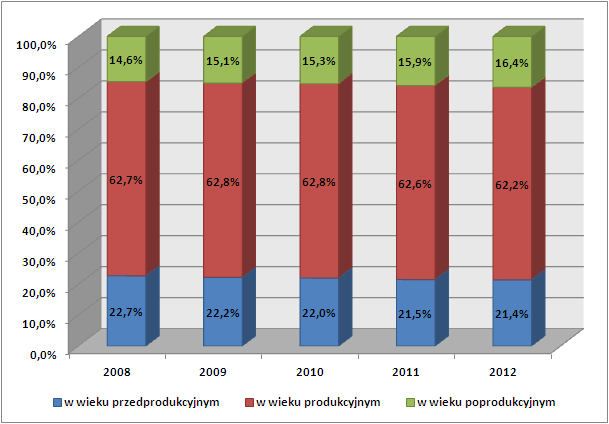 100,0%
90,0%
80,0%
70,0%
60,0%
50,0%
40,0%
30,0%
20,0%
10,0%
0,0%
14,6% 15,1% 15,3% 15,9% 16,4%
62,7% 62,8% 62,8% 62,6% 62,2%
22,7% 22,2% 22,0% 21,5% 21,4%
2008 2009 2010 2011 2012
w wieku przedprodukcyjnym w wieku produkcyjnym w wieku poprodukcyjnym